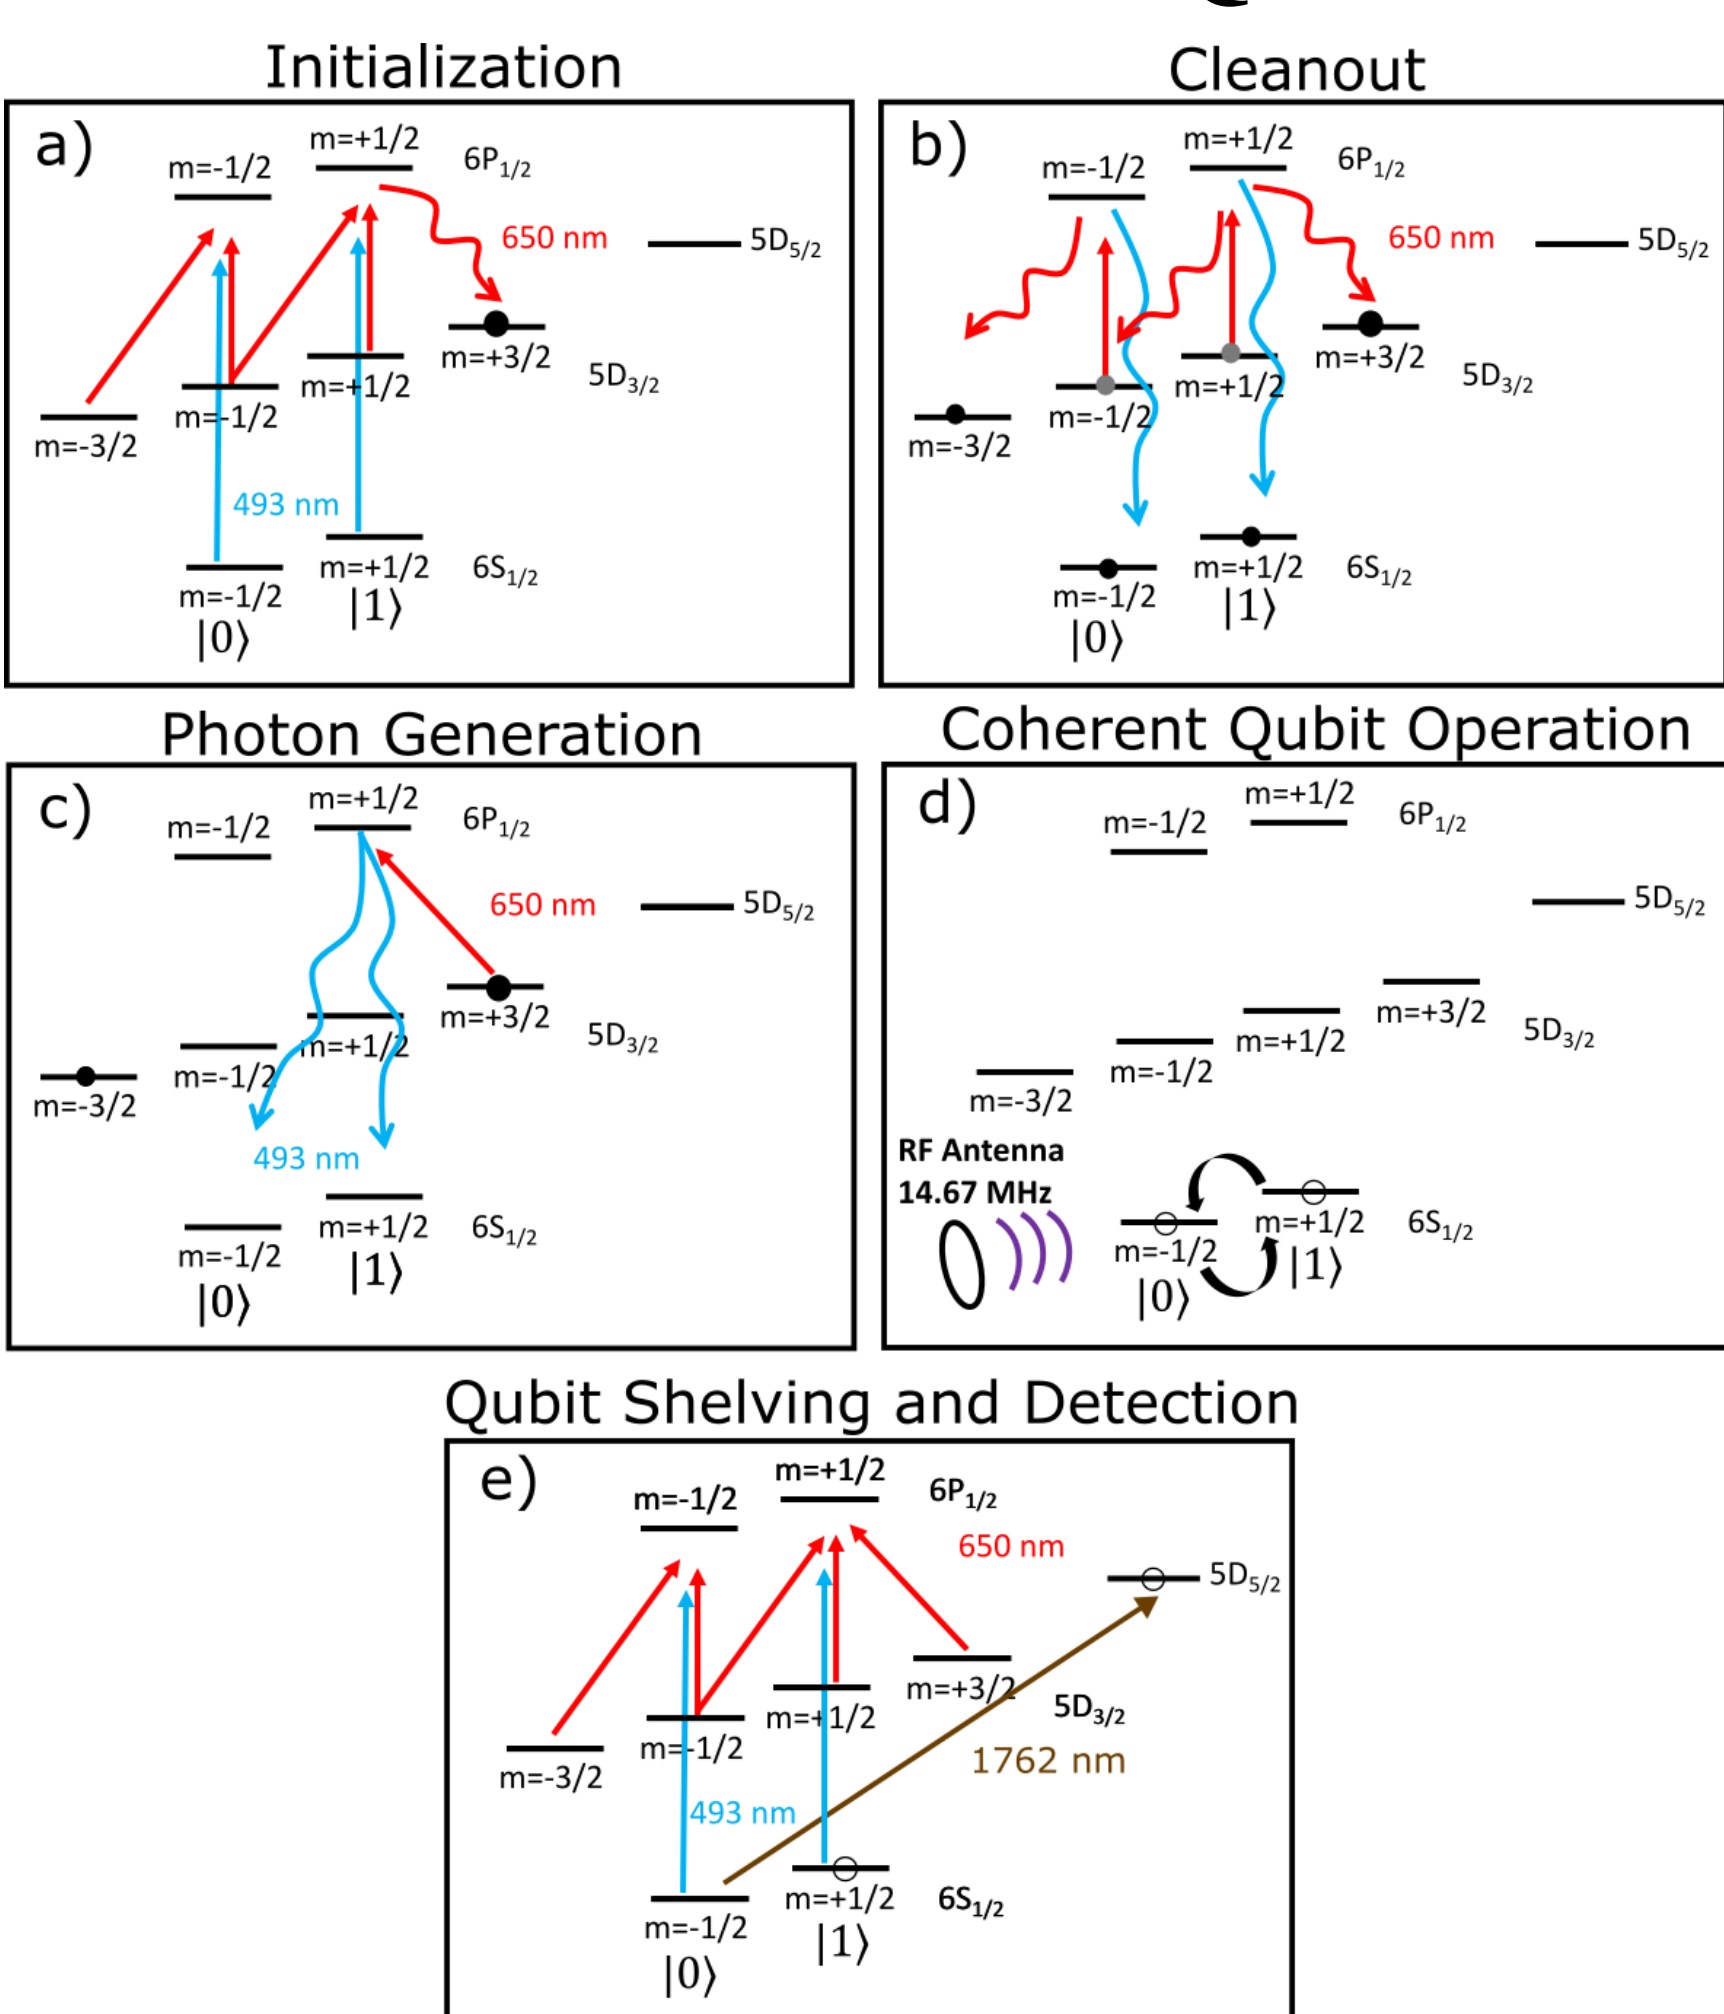 Initialization
a)
m=+1/2
m=-1/2
6P1/2
650 nm
5D5/2
m=+3/2
m=+1/2
5D3/2
m=-1/2
m=-3/2
493 nm
m=+1/2
6S1/2
m=-1/2
|1⟩
|0⟩
Cleanout
b)
m=+1/2
m=-1/2
6P1/2
650 nm
5D5/2
m=+3/2
m=+1/2
5D3/2
m=-1/2
m=-3/2
m=+1/2
6S1/2
m=-1/2
|1⟩
|0⟩
Photon Generation
c)
m=+1/2
m=-1/2
6P1/2
650 nm
5D5/2
m=+3/2
5D3/2
m=+1/2
m=-1/2
m=-3/2
493 nm
m=+1/2
6S1/2
m=-1/2
|1⟩
|0⟩
Coherent Qubit Operation
d)
m=+1/2
m=-1/2
6P1/2
5D5/2
m=+3/2
5D3/2
m=+1/2
m=-1/2
m=-3/2
RF Antenna
14.67 MHz
m=+1/2
6S1/2
m=-1/2
|1⟩
|0⟩
Qubit Shelving and Detection
e)
m=+1/2
m=-1/2
6P1/2
650 nm
5D5/2
m=+3/2
5D3/2
m=+1/2
m=-1/2
1762 nm
m=-3/2
493 nm
m=+1/2
6S1/2
m=-1/2
|1⟩
|0⟩